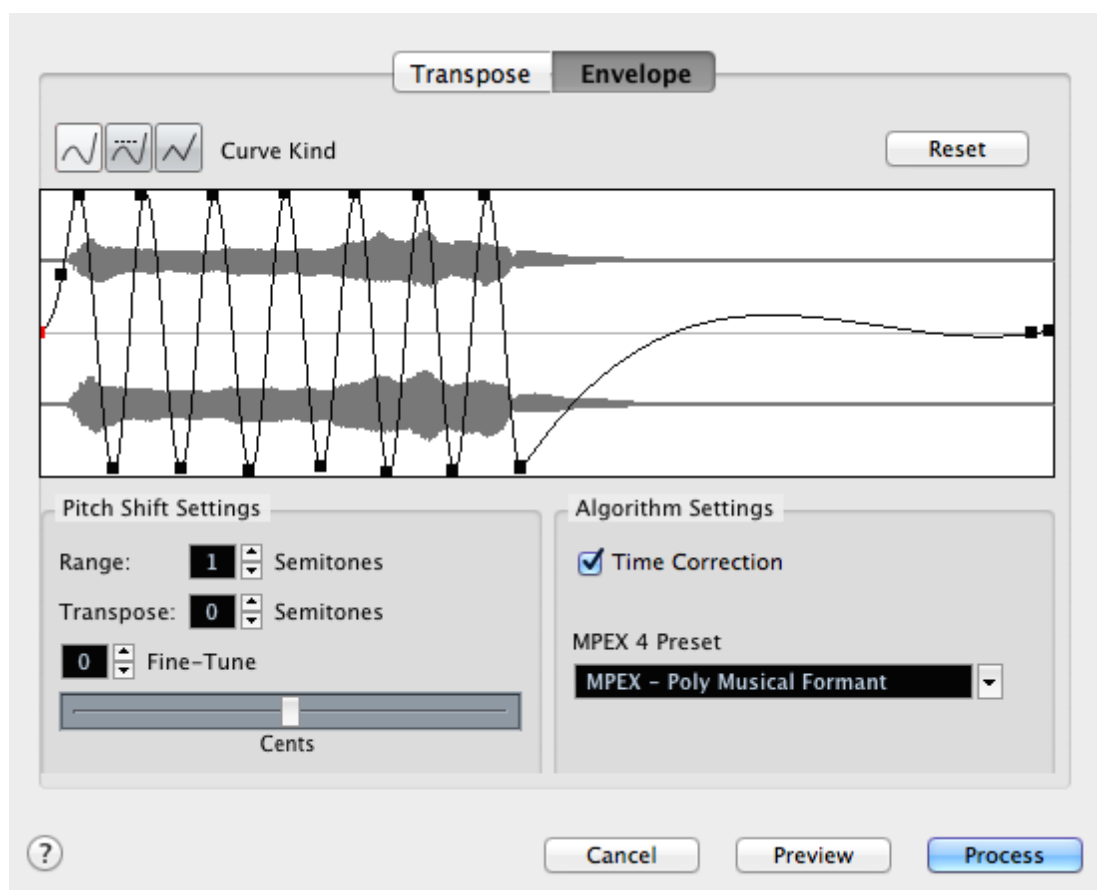 Transpose Envelope
Curve Kind
Reset
Pitch Shift Settings
Range: 1 Semitones
Transpose: 0 Semitones
0 Fine-Tune
Cents
Algorithm Settings
Time Correction
MPEX 4 Preset
MPEX - Poly Musical Formant
? Cancel Preview Process